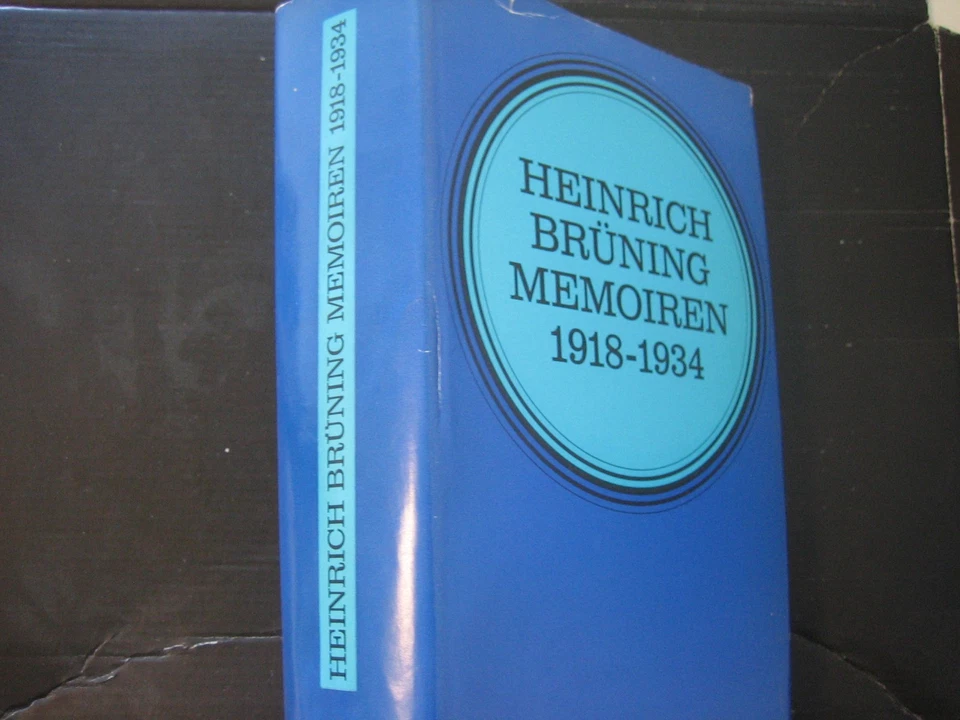 HEINRICH BRÜNING MEMOIREN 1918-1934
HEINRICH
BRÜNING
MEMOIREN
1918-1934